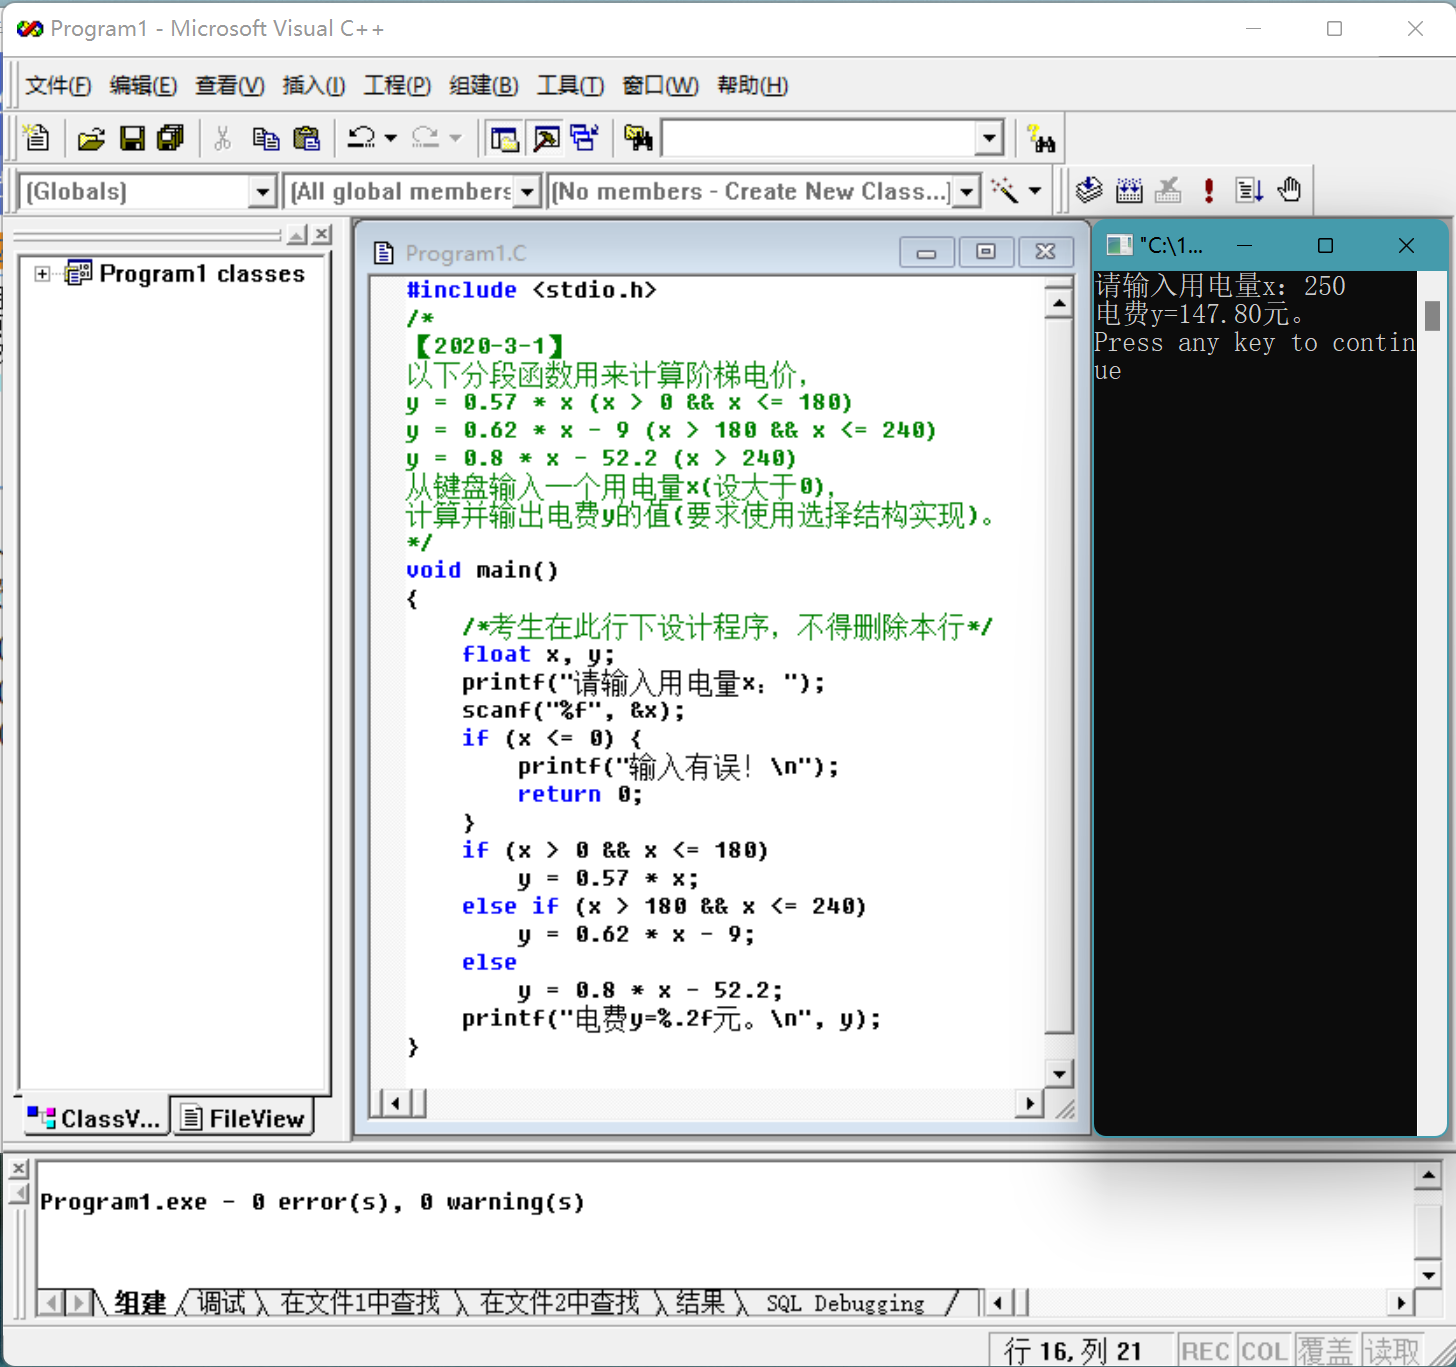 Program1 - Microsoft Visual C++
文件(F) 编辑(E) 查看(V) 插入(I) 工程(P) 组建(B) 工具(T) 窗口(W) 帮助(H)
(Globals) (All global members (No members - Create New Class...)
Program1 classes
ClassV... FileView
Program1.C
#include <stdio.h>
/*
【2020-3-1】
以下分段函数用来计算阶梯电价，
y = 0.57 * x (x > 0 && x <= 180)
y = 0.62 * x - 9 (x > 180 && x <= 240)
y = 0.8 * x - 52.2 (x > 240)
从键盘输入一个用电量x(设大于0)，
计算并输出电费y的值(要求使用选择结构实现)。
*/
void main()
{
/*考生在此行下设计程序，不得删除本行*/
float x, y;
printf("请输入用电量x：");
scanf("%f", &x);
if (x <= 0) {
printf("输入有误！\n");
return 0;
}
if (x > 0 && x <= 180)
y = 0.57 * x;
else if (x > 180 && x <= 240)
y = 0.62 * x - 9;
else
y = 0.8 * x - 52.2;
printf("电费y=%.2f元。\n", y);
}
"C:\1...
请输入用电量x：250
电费y=147.80元。
Press any key to contin
ue
Program1.exe - 0 error(s), 0 warning(s)
组建 调试 在文件1中查找 在文件2中查找 结果 SQL Debugging
行 16, 列 21 REC COL 覆盖 读取